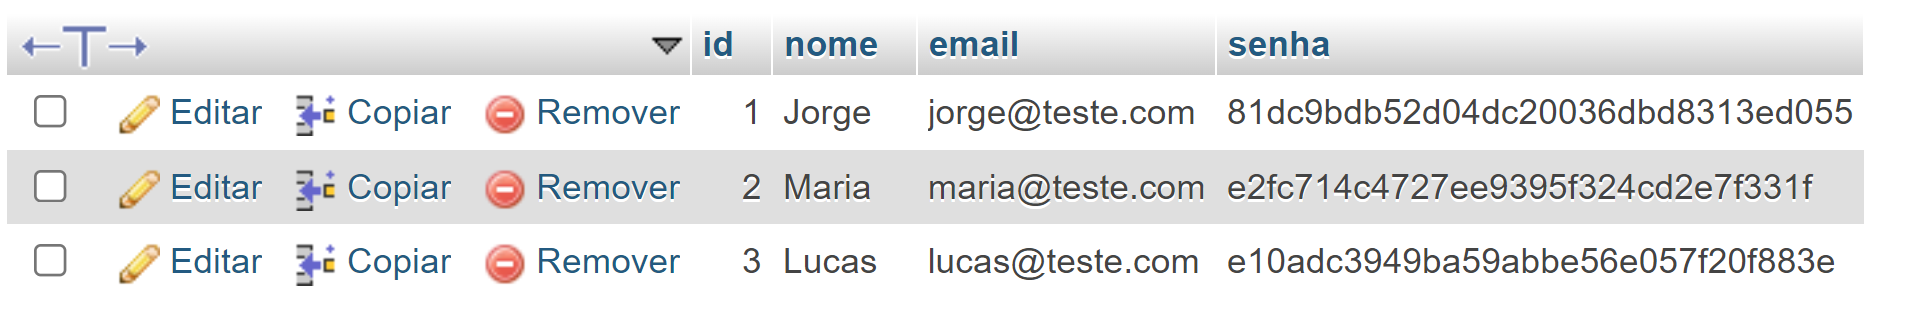 id nome email senha
Editar Copiar Remover 1 Jorge jorge@teste.com 81dc9bdb52d04dc20036dbd8313ed055
Editar Copiar Remover 2 Maria maria@teste.com e2fc714c4727ee9395f324cd2e7f331f
Editar Copiar Remover 3 Lucas lucas@teste.com e10adc3949ba59abbe56e057f20f883e